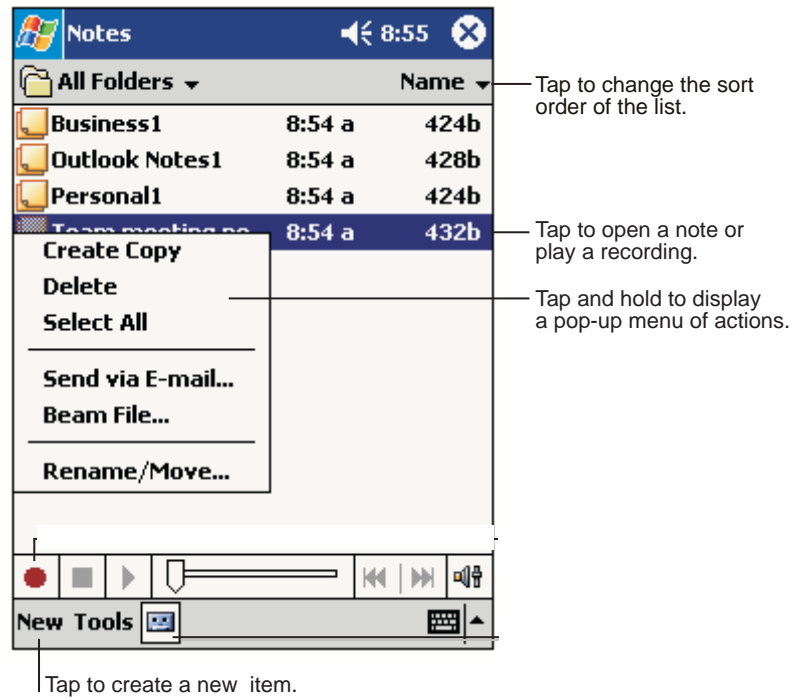 Notes 8:55
All Folders Name
Tap to change the sort
order of the list.
Business1 8:54 a 424b
Outlook Notes1 8:54 a 428b
Personal1 8:54 a 424b
Team meeting no 8:54 a 432b
Tap to open a note or
play a recording.
Create Copy
Delete
Select All
Tap and hold to display
a pop-up menu of actions.
Send via E-mail...
Beam File...
Rename/Move...
New Tools
Tap to create a new item.